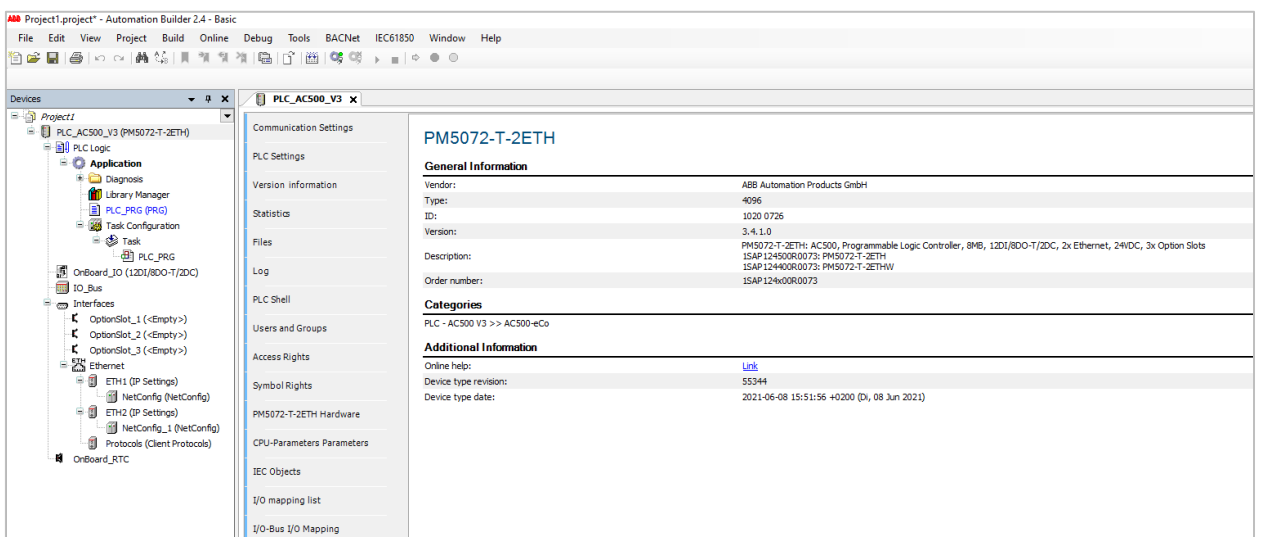 ABB Project1.project* - Automation Builder 2.4 - Basic
File Edit View Project Build Online Debug Tools BACNet IEC61850 Window Help
Devices
Project1
PLC_AC500_V3 (PM5072-T-2ETH)
PLC Logic
Application
Diagnosis
Library Manager
PLC_PRG (PRG)
Task Configuration
Task
PLC_PRG
OnBoard_IO (12DI/8DO-T/2DC)
IO_Bus
Interfaces
OptionSlot_1 (<Empty>)
OptionSlot_2 (<Empty>)
OptionSlot_3 (<Empty>)
ETH Ethernet
ETH1 (IP Settings)
NetConfig (NetConfig)
ETH2 (IP Settings)
NetConfig_1 (NetConfig)
Protocols (Client Protocols)
OnBoard_RTC
PLC_AC500_V3 X
Communication Settings
PLC Settings
Version information
Statistics
Files
Log
PLC Shell
Users and Groups
Access Rights
Symbol Rights
PM5072-T-2ETH Hardware
CPU-Parameters Parameters
IEC Objects
I/O mapping list
I/O-Bus I/O Mapping
PM5072-T-2ETH
General Information
Vendor: ABB Automation Products GmbH
Type: 4096
ID: 1020 0726
Version: 3.4.1.0
Description: PM5072-T-2ETH: AC500, Programmable Logic Controller, 8MB, 12DI/8DO-T/2DC, 2x Ethernet, 24VDC, 3x Option Slots
1SAP124500R0073: PM5072-T-2ETH
1SAP124400R0073: PM5072-T-2ETHW
Order number: 1SAP124x00R0073
Categories
PLC - AC500 V3 >> AC500-eCo
Additional Information
Online help: Link
Device type revision: 55344
Device type date: 2021-06-08 15:51:56 +0200 (Di, 08 Jun 2021)